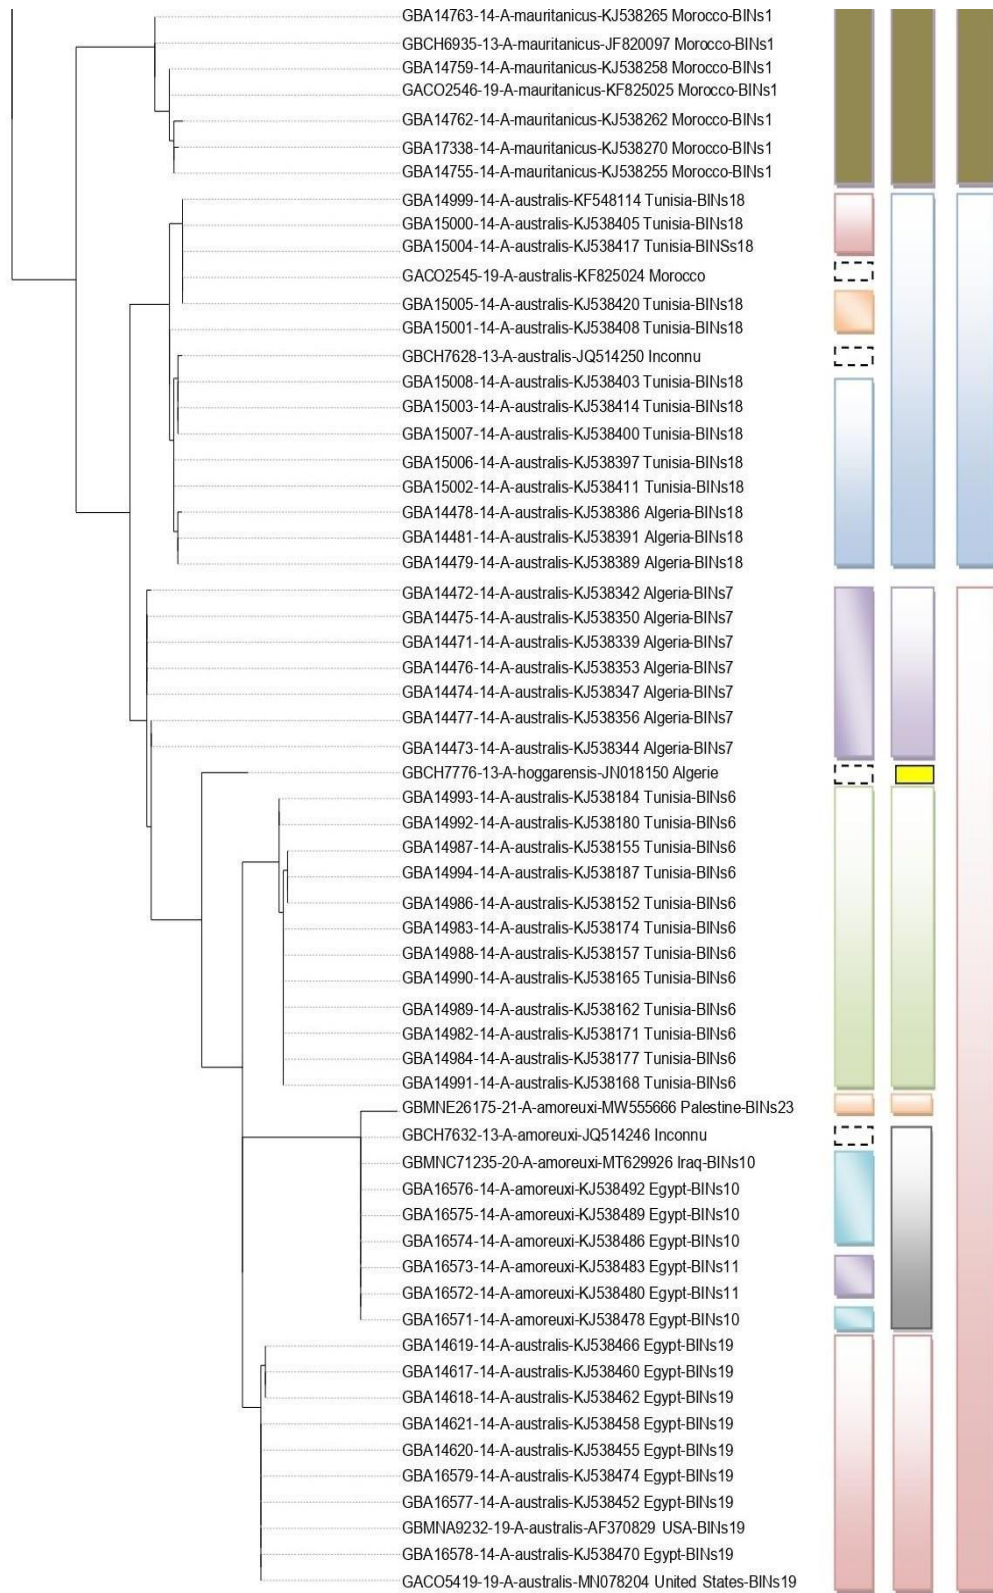 GBA14763-14-A-mauritanicus-KJ538265 Morocco-BINs1
GBCH6935-13-A-mauritanicus-JF820097 Morocco-BINs1
GBA14759-14-A-mauritanicus-KJ538258 Morocco-BINs1
GACO2546-19-A-mauritanicus-KF825025 Morocco-BINs1
GBA14762-14-A-mauritanicus-KJ538262 Morocco-BINs1
GBA17338-14-A-mauritanicus-KJ538270 Morocco-BINs1
GBA14755-14-A-mauritanicus-KJ538255 Morocco-BINs1
GBA14999-14-A-australis-KF548114 Tunisia-BINs18
GBA15000-14-A-australis-KJ538405 Tunisia-BINs18
GBA15004-14-A-australis-KJ538417 Tunisia-BINSs18
GACO2545-19-A-australis-KF825024 Morocco
GBA15005-14-A-australis-KJ538420 Tunisia-BINs18
GBA15001-14-A-australis-KJ538408 Tunisia-BINs18
GBCH7628-13-A-australis-JQ514250 Inconnu
GBA15008-14-A-australis-KJ538403 Tunisia-BINs18
GBA15003-14-A-australis-KJ538414 Tunisia-BINs18
GBA15007-14-A-australis-KJ538400 Tunisia-BINs18
GBA15006-14-A-australis-KJ538397 Tunisia-BINs18
GBA15002-14-A-australis-KJ538411 Tunisia-BINs18
GBA14478-14-A-australis-KJ538386 Algeria-BINs18
GBA14481-14-A-australis-KJ538391 Algeria-BINs18
GBA14479-14-A-australis-KJ538389 Algeria-BINs18
GBA14472-14-A-australis-KJ538342 Algeria-BINs7
GBA14475-14-A-australis-KJ538350 Algeria-BINs7
GBA14471-14-A-australis-KJ538339 Algeria-BINs7
GBA14476-14-A-australis-KJ538353 Algeria-BINs7
GBA14474-14-A-australis-KJ538347 Algeria-BINs7
GBA14477-14-A-australis-KJ538356 Algeria-BINs7
GBA14473-14-A-australis-KJ538344 Algeria-BINs7
GBCH7776-13-A-hoggarensis-JN018150 Algerie
GBA14993-14-A-australis-KJ538184 Tunisia-BINs6
GBA14992-14-A-australis-KJ538180 Tunisia-BINs6
GBA14987-14-A-australis-KJ538155 Tunisia-BINs6
GBA14994-14-A-australis-KJ538187 Tunisia-BINs6
GBA14986-14-A-australis-KJ538152 Tunisia-BINs6
GBA14983-14-A-australis-KJ538174 Tunisia-BINs6
GBA14988-14-A-australis-KJ538157 Tunisia-BINs6
GBA14990-14-A-australis-KJ538165 Tunisia-BINs6
GBA14989-14-A-australis-KJ538162 Tunisia-BINs6
GBA14982-14-A-australis-KJ538171 Tunisia-BINs6
GBA14984-14-A-australis-KJ538177 Tunisia-BINs6
GBA14991-14-A-australis-KJ538168 Tunisia-BINs6
GBMNE26175-21-A-amoreuxi-MW555666 Palestine-BINs23
GBCH7632-13-A-amoreuxi-JQ514246 Inconnu
GBMNC71235-20-A-amoreuxi-MT629926 Iraq-BINs10
GBA16576-14-A-amoreuxi-KJ538492 Egypt-BINs10
GBA16575-14-A-amoreuxi-KJ538489 Egypt-BINs10
GBA16574-14-A-amoreuxi-KJ538486 Egypt-BINs10
GBA16573-14-A-amoreuxi-KJ538483 Egypt-BINs11
GBA16572-14-A-amoreuxi-KJ538480 Egypt-BINs11
GBA16571-14-A-amoreuxi-KJ538478 Egypt-BINs10
GBA14619-14-A-australis-KJ538466 Egypt-BINs19
GBA14617-14-A-australis-KJ538460 Egypt-BINs19
GBA14618-14-A-australis-KJ538462 Egypt-BINs19
GBA14621-14-A-australis-KJ538458 Egypt-BINs19
GBA14620-14-A-australis-KJ538455 Egypt-BINs19
GBA16579-14-A-australis-KJ538474 Egypt-BINs19
GBA16577-14-A-australis-KJ538452 Egypt-BINs19
GBMNA9232-19-A-australis-AF370829 USA-BINs19
GBA16578-14-A-australis-KJ538470 Egypt-BINs19
GACO5419-19-A-australis-MN078204 United States-BINs19